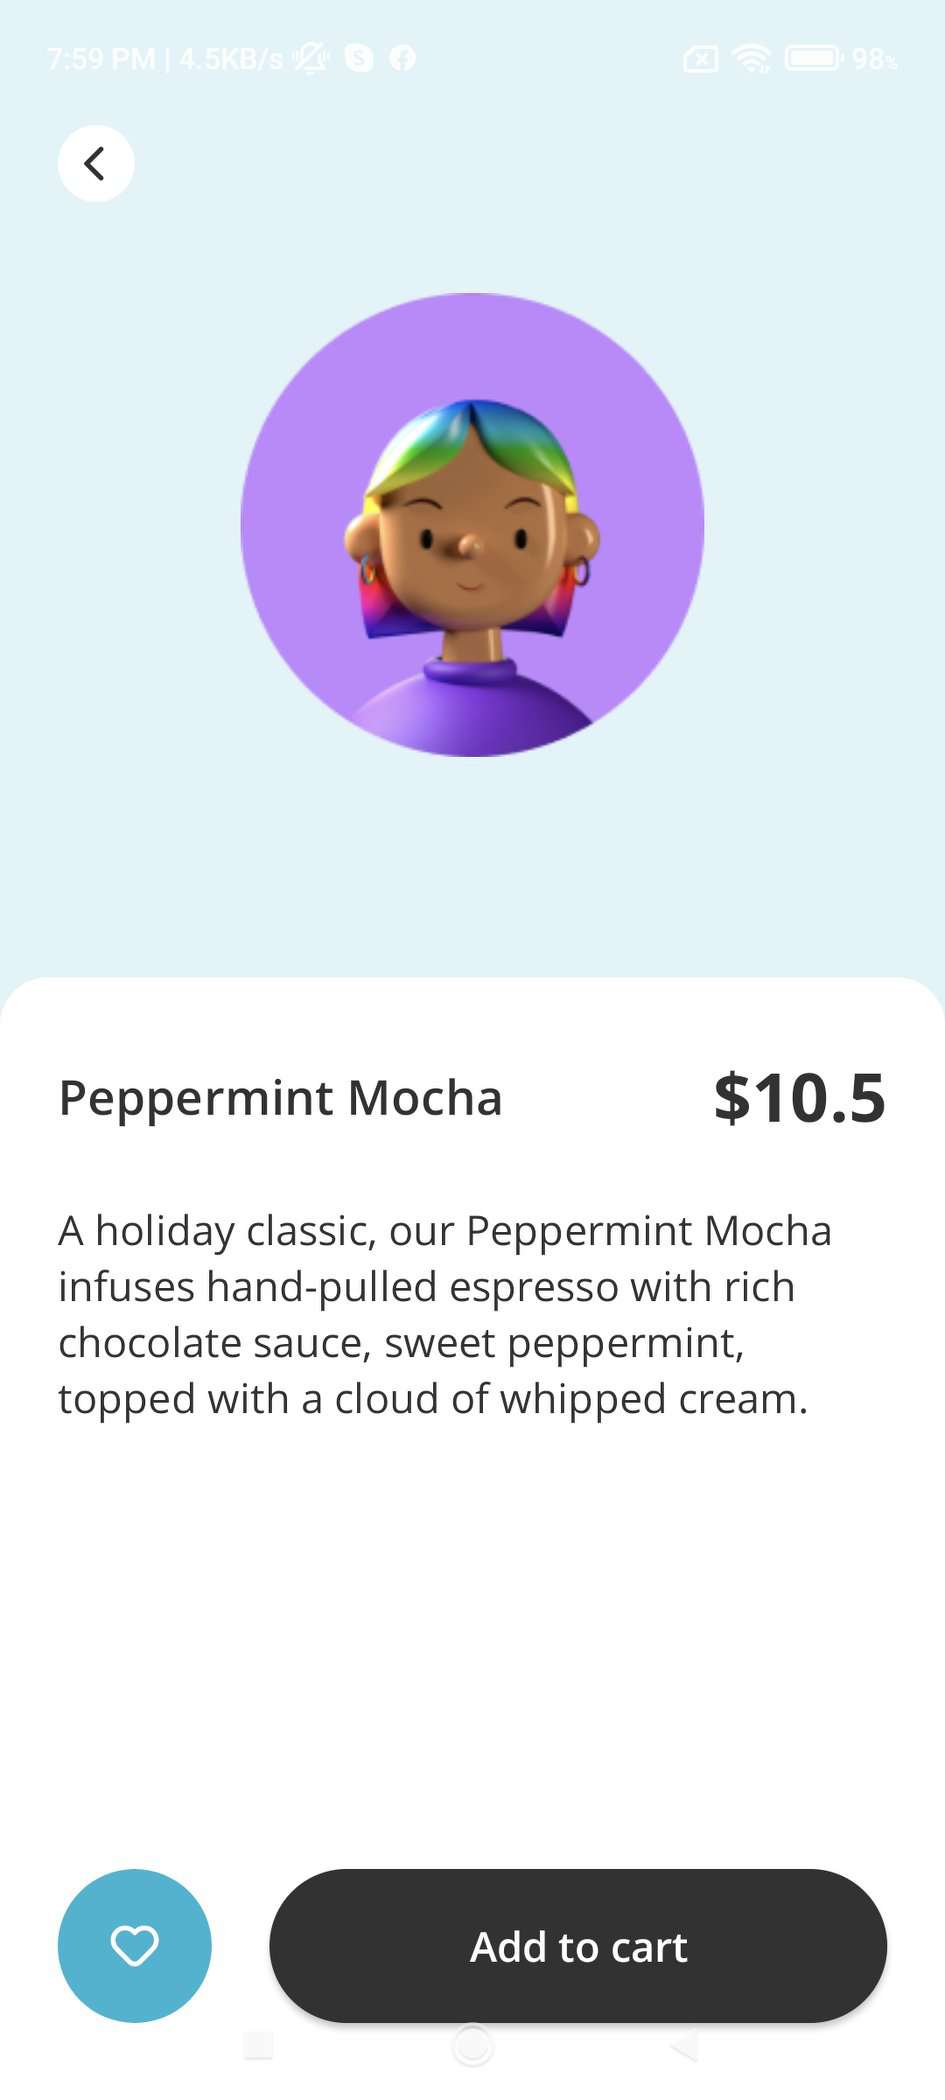 7:59 PM | 4.5KB/s
98%
Peppermint Mocha
$10.5
A holiday classic, our Peppermint Mocha
infuses hand-pulled espresso with rich
chocolate sauce, sweet peppermint,
topped with a cloud of whipped cream.
Add to cart